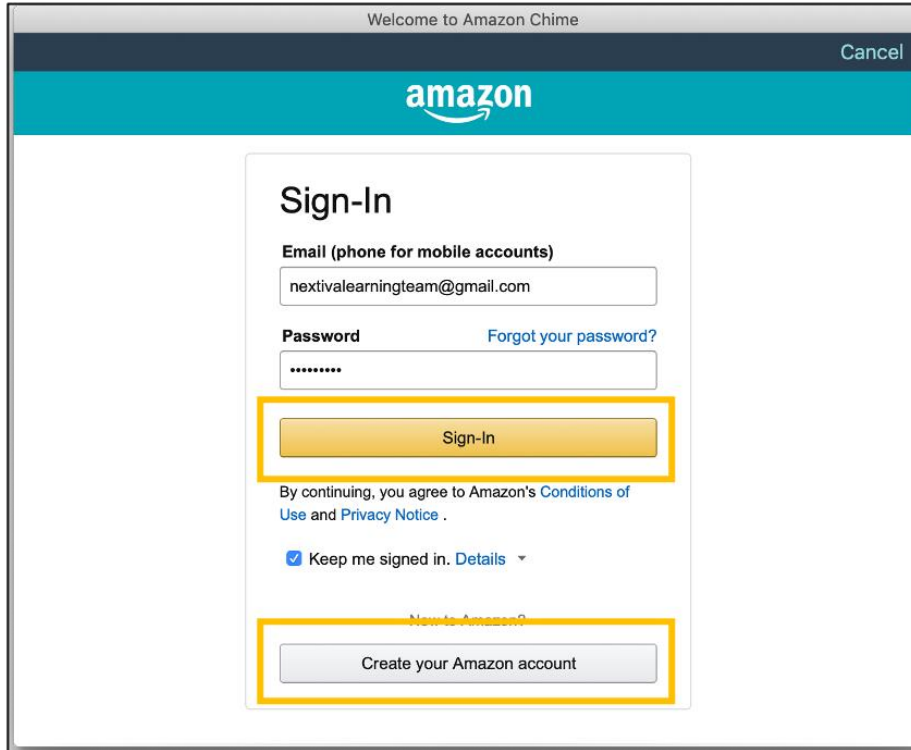 Welcome to Amazon Chime
Cancel
amazon
Sign-In
Email (phone for mobile accounts)
nextivalearningteam@gmail.com
Password Forgot your password?
•••••••••
Sign-In
By continuing, you agree to Amazon's Conditions of
Use and Privacy Notice .
Keep me signed in. Details
New to Amazon?
Create your Amazon account